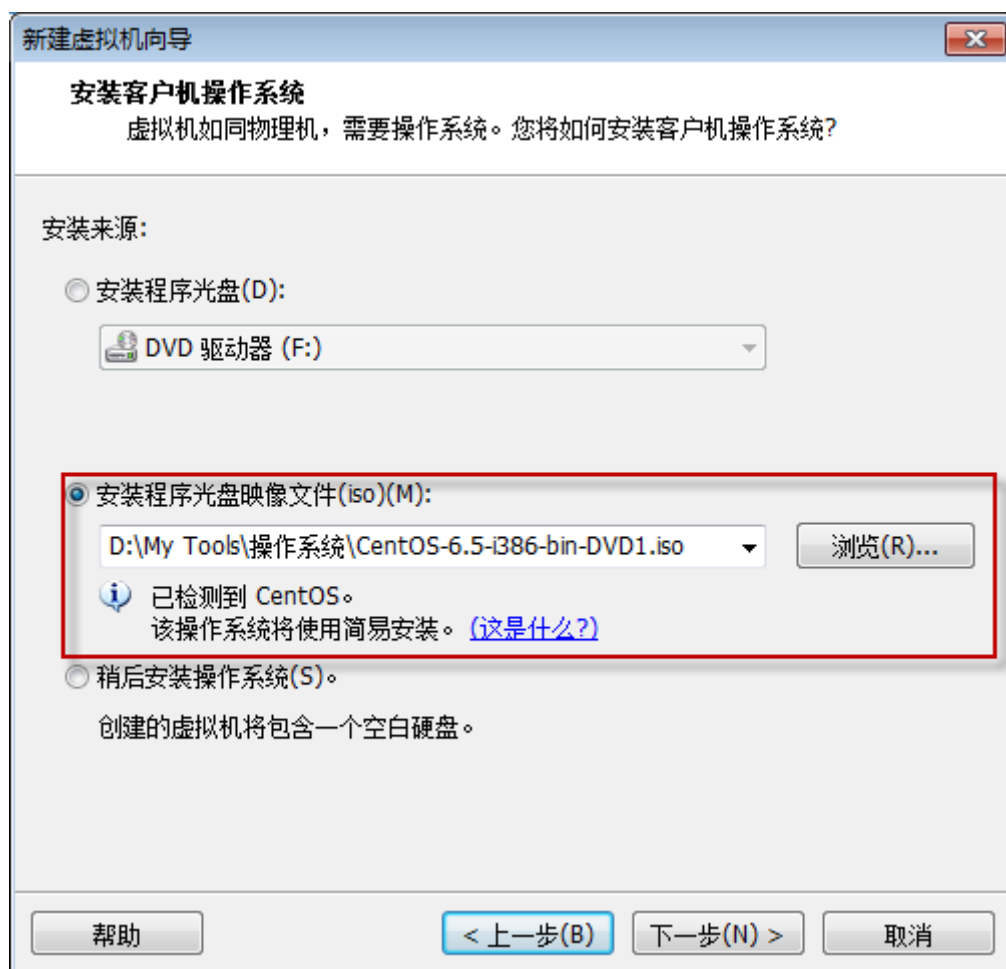 新建虚拟机向导
安装客户机操作系统
虚拟机如同物理机，需要操作系统。您将如何安装客户机操作系统?
安装来源:
安装程序光盘(D):
DVD 驱动器 (F:)
安装程序光盘映像文件(iso)(M):
D:\My Tools\操作系统\CentOS-6.5-i386-bin-DVD1.iso
浏览(R)...
已检测到 CentOS。
该操作系统将使用简易安装。 (这是什么?)
稍后安装操作系统(S)。
创建的虚拟机将包含一个空白硬盘。
帮助 < 上一步(B) 下一步(N) > 取消